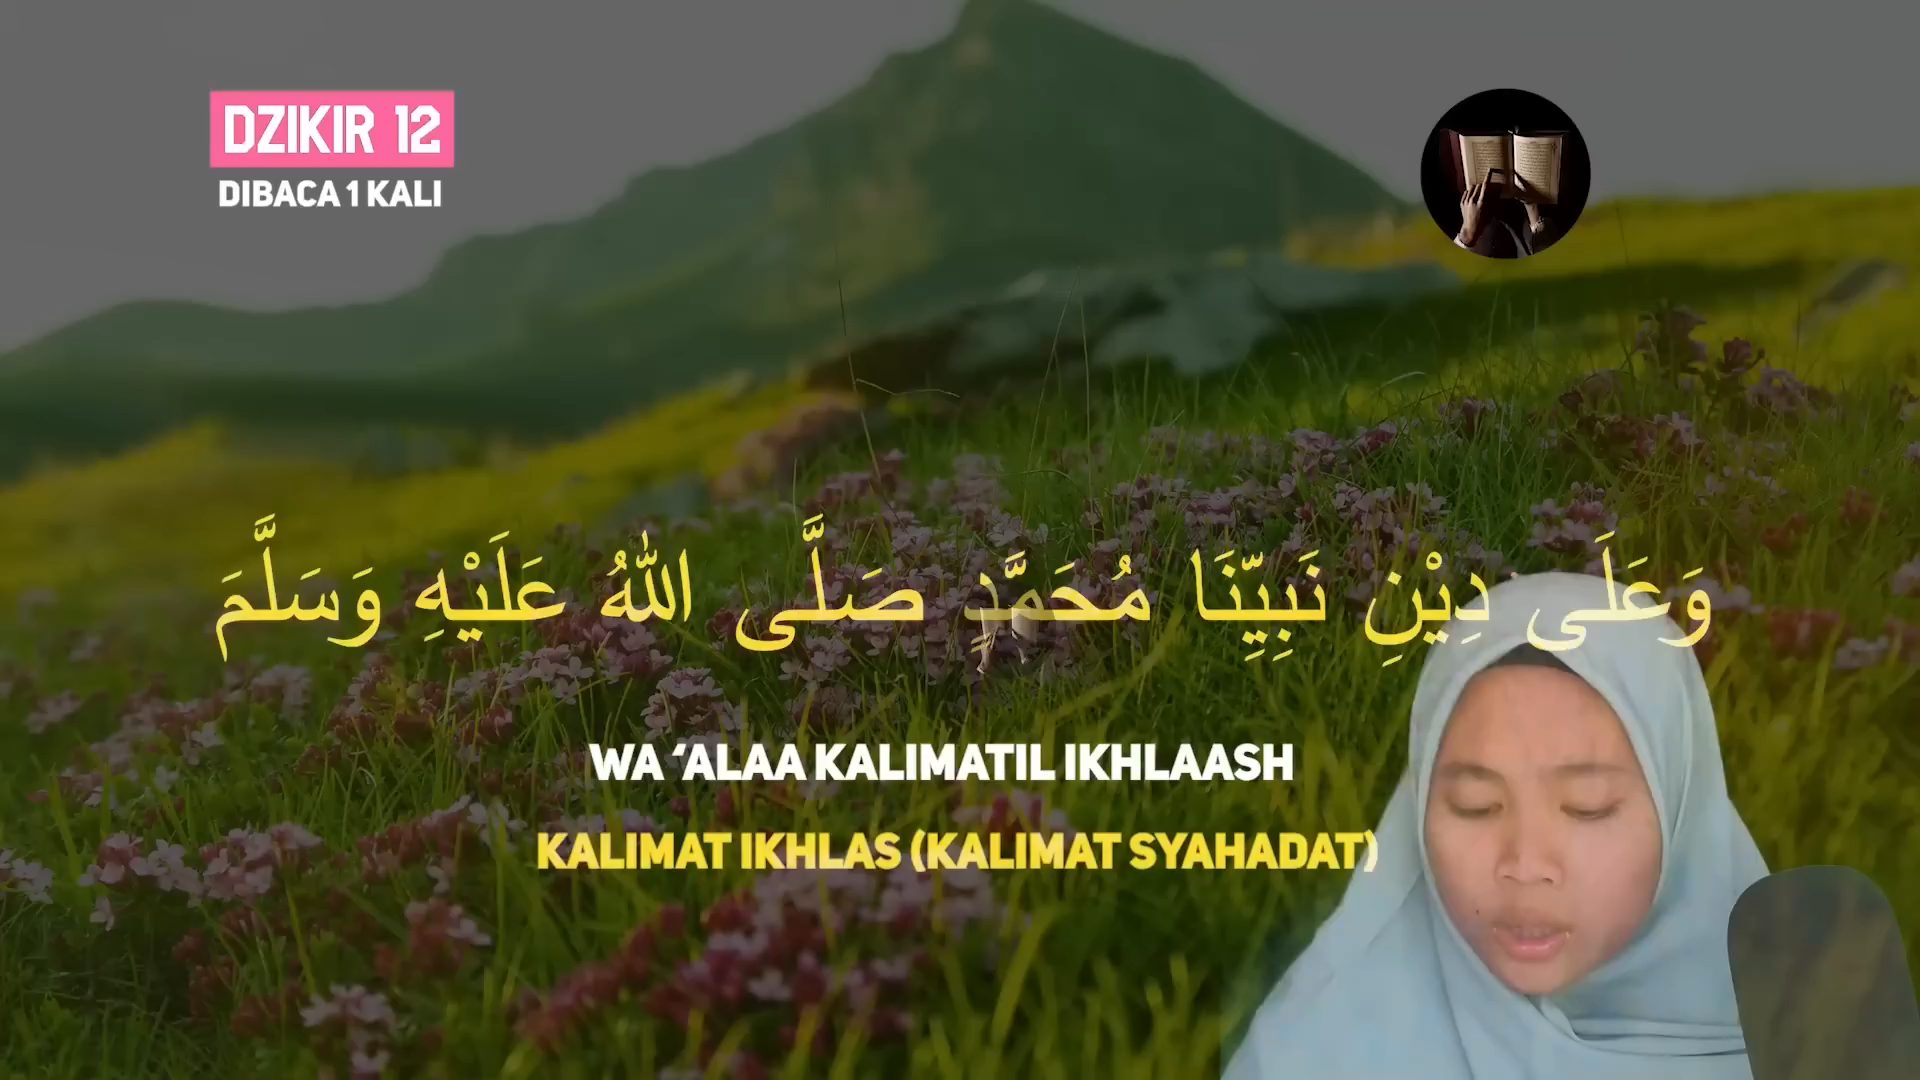 DZIKIR 12
DIBACA 1 KALI
وَعَلَى دِيْنِ نَبِيِّنَا مُحَمَّدٍ صَلَّى اللهُ عَلَيْهِ وَسَلَّمَ
WA ‘ALAA KALIMATIL IKHLAASH
KALIMAT IKHLAS (KALIMAT SYAHADAT)